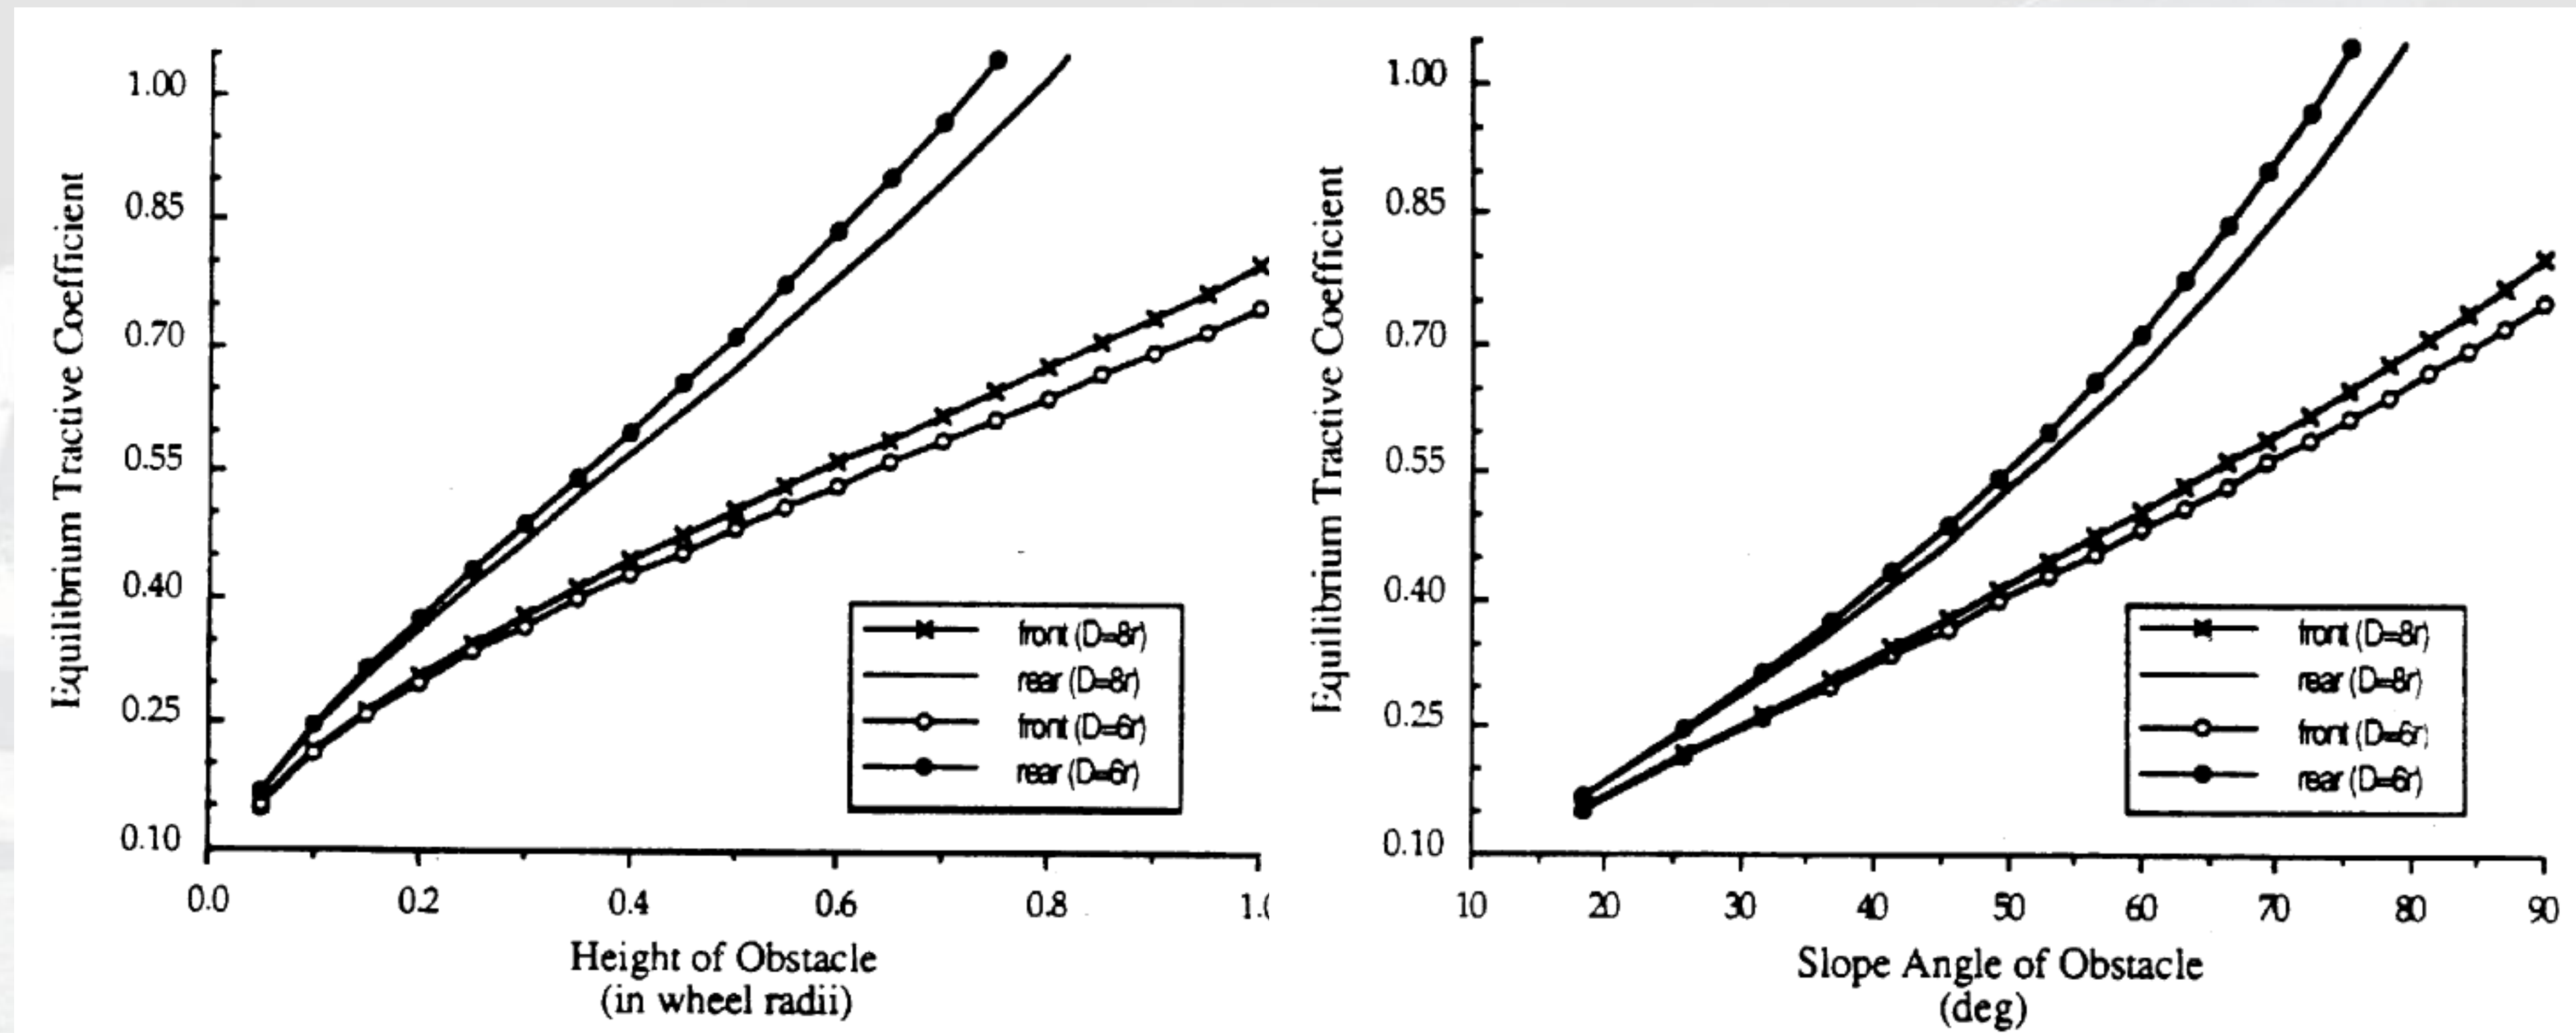 Equilibrium Tractive Coefficient
1.00
0.85
0.70
0.55
0.40
0.25
0.10
0.0
0.2
0.4
0.6
0.8
1.0
Height of Obstacle
(in wheel radii)
front (D=8r)
rear (D=8r)
front (D=6r)
rear (D=6r)
Equilibrium Tractive Coefficient
1.00
0.85
0.70
0.55
0.40
0.25
0.10
10
20
30
40
50
60
70
80
90
Slope Angle of Obstacle
(deg)
front (D=8r)
rear (D=8r)
front (D=6r)
rear (D=6r)